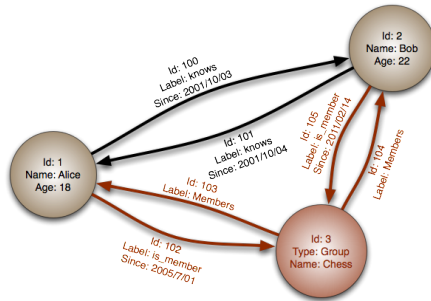 Id: 2
Name: Bob
Age: 22
Id: 100
Label: knows
Since: 2001/10/03
Id: 101
Label: knows
Since: 2001/10/04
Id: 105
Label: is_member
Since: 2011/02/14
Id: 104
Label: Members
Id: 1
Name: Alice
Age: 18
Id: 103
Label: Members
Id: 102
Label: is_member
Since: 2005/7/01
Id: 3
Type: Group
Name: Chess